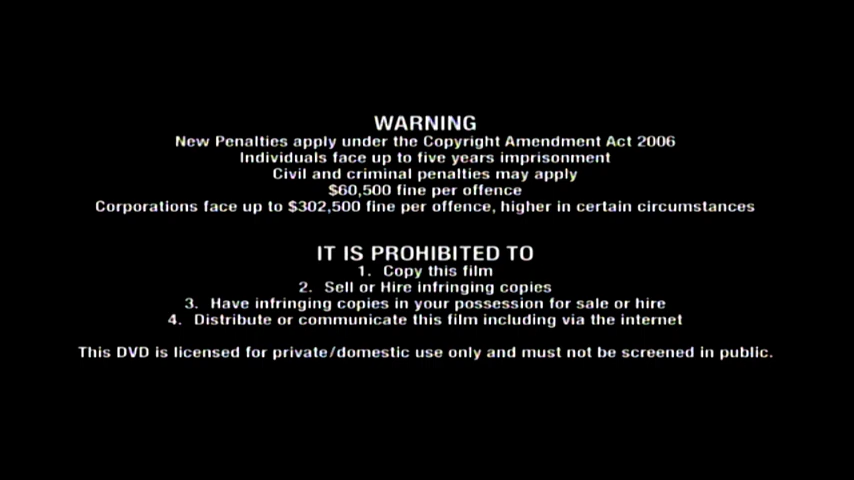 WARNING
New Penalties apply under the Copyright Amendment Act 2006
Individuals face up to five years imprisonment
Civil and criminal penalties may apply
$60,500 fine per offence
Corporations face up to $302,500 fine per offence, higher in certain circumstances
IT IS PROHIBITED TO
1. Copy this film
2. Sell or Hire infringing copies
3. Have infringing copies in your possession for sale or hire
4. Distribute or communicate this film including via the internet
This DVD is licensed for private/domestic use only and must not be screened in public.